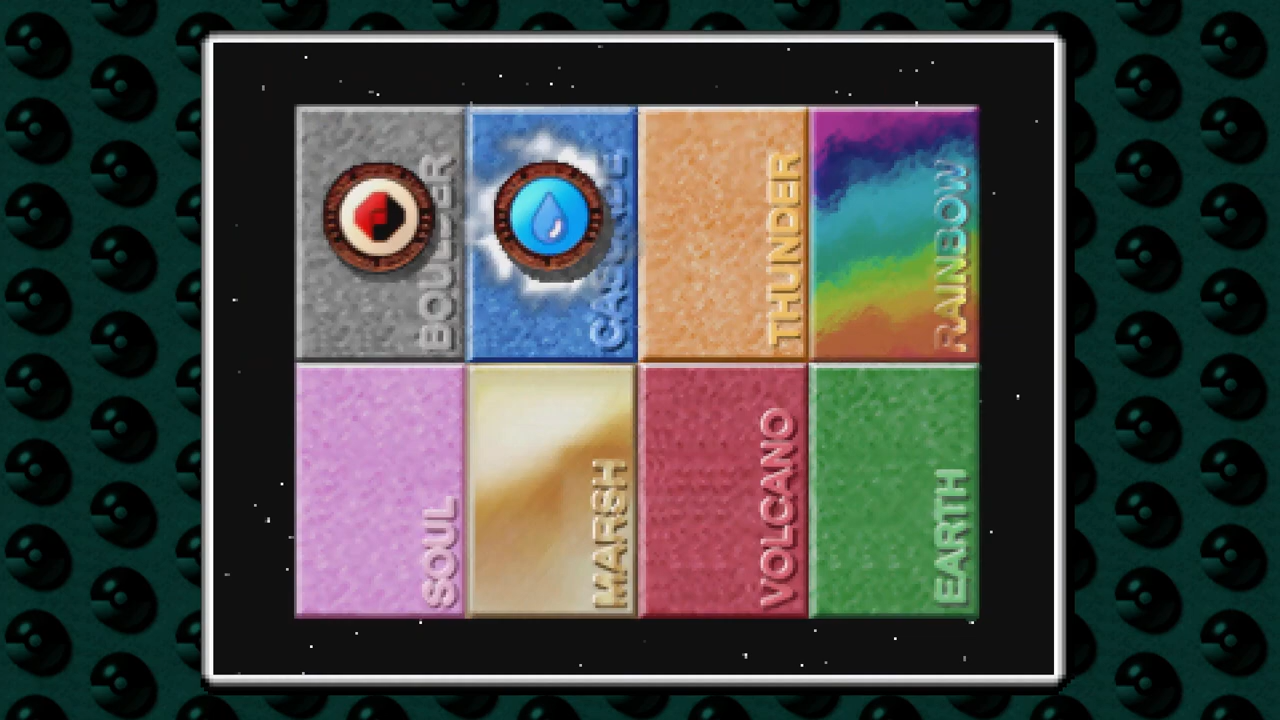 BOULDER
CASCADE
THUNDER
RAINBOW
SOUL
MARSH
VOLCANO
EARTH